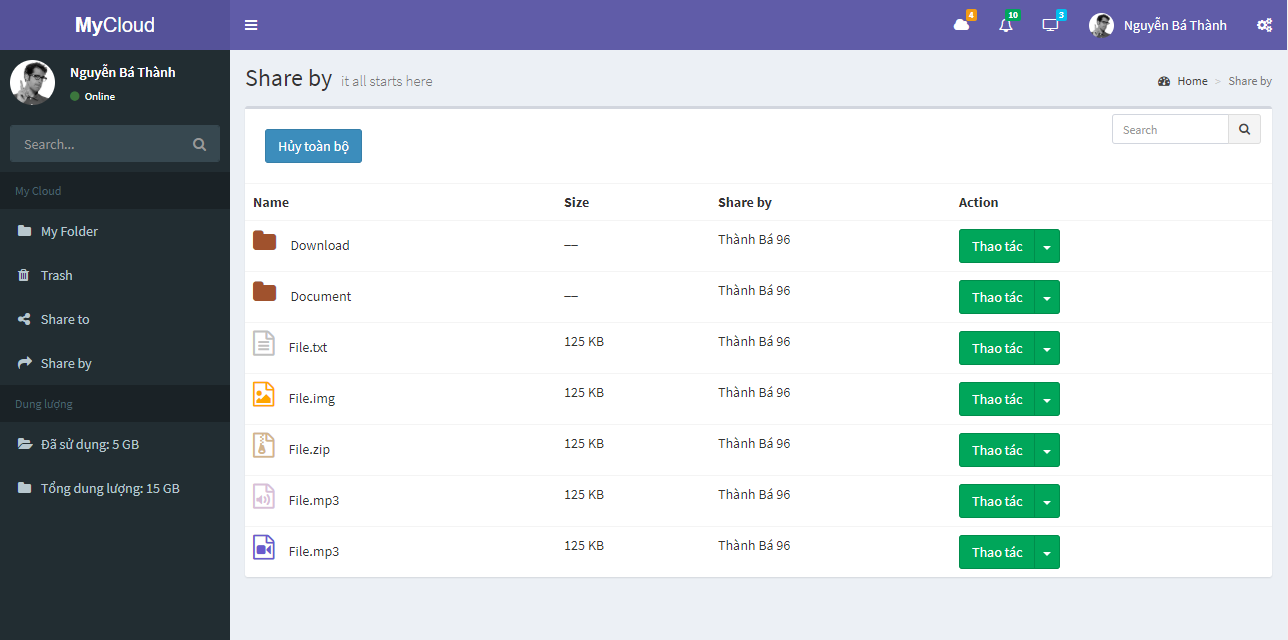 MyCloud
4
10
3
Nguyễn Bá Thành
Nguyễn Bá Thành
Online
Search...
My Cloud
My Folder
Trash
Share to
Share by
Dung lượng
Đã sử dụng: 5 GB
Tổng dung lượng: 15 GB
Share by it all starts here
Home > Share by
Hủy toàn bộ
Search
Name Size Share by Action
Download — Thành Bá 96 Thao tác
Document — Thành Bá 96 Thao tác
File.txt 125 KB Thành Bá 96 Thao tác
File.img 125 KB Thành Bá 96 Thao tác
File.zip 125 KB Thành Bá 96 Thao tác
File.mp3 125 KB Thành Bá 96 Thao tác
File.mp3 125 KB Thành Bá 96 Thao tác